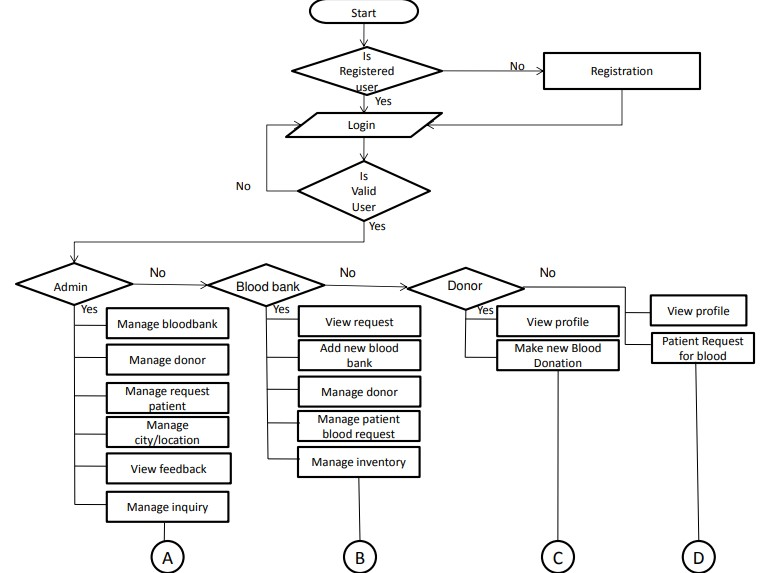 Start
Is
Registered
user
No
Registration
Yes
Login
Is
Valid
User
No
Yes
Admin
No
Blood bank
No
Donor
No
Yes
Manage bloodbank
Manage donor
Manage request
patient
Manage
city/location
View feedback
Manage inquiry
Yes
View request
Add new blood
bank
Manage donor
Manage patient
blood request
Manage inventory
Yes
View profile
Make new Blood
Donation
View profile
Patient Request
for blood
A
B
C
D